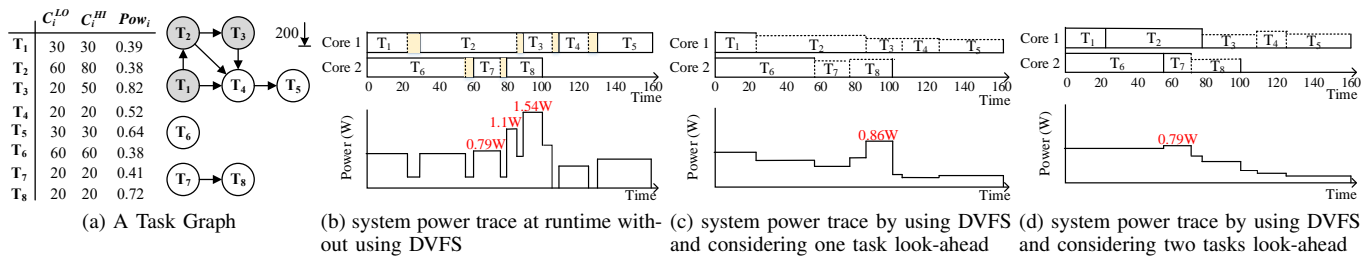 C_i^LO C_i^HI Pow_i
T1 30 30 0.39
T2 60 80 0.38
T3 20 50 0.82
T4 20 20 0.52
T5 30 30 0.64
T6 60 60 0.38
T7 20 20 0.41
T8 20 20 0.72
T2 T3
T1 T4 T5
T6
T7 T8
200
(a) A Task Graph
Core 1 T1 T2 T3 T4 T5
Core 2 T6 T7 T8
0 20 40 60 80 100 120 140 160
Time
Power (W)
0.79W 1.1W 1.54W
Time
(b) system power trace at runtime with-
out using DVFS
Core 1 T1 T2 T3 T4 T5
Core 2 T6 T7 T8
0 20 40 60 80 100 120 140 160
Time
Power (W)
0.86W
Time
(c) system power trace by using DVFS
and considering one task look-ahead
Core 1 T1 T2 T3 T4 T5
Core 2 T6 T7 T8
0 20 40 60 80 100 120 140 160
Time
Power (W)
0.79W
Time
(d) system power trace by using DVFS
and considering two tasks look-ahead